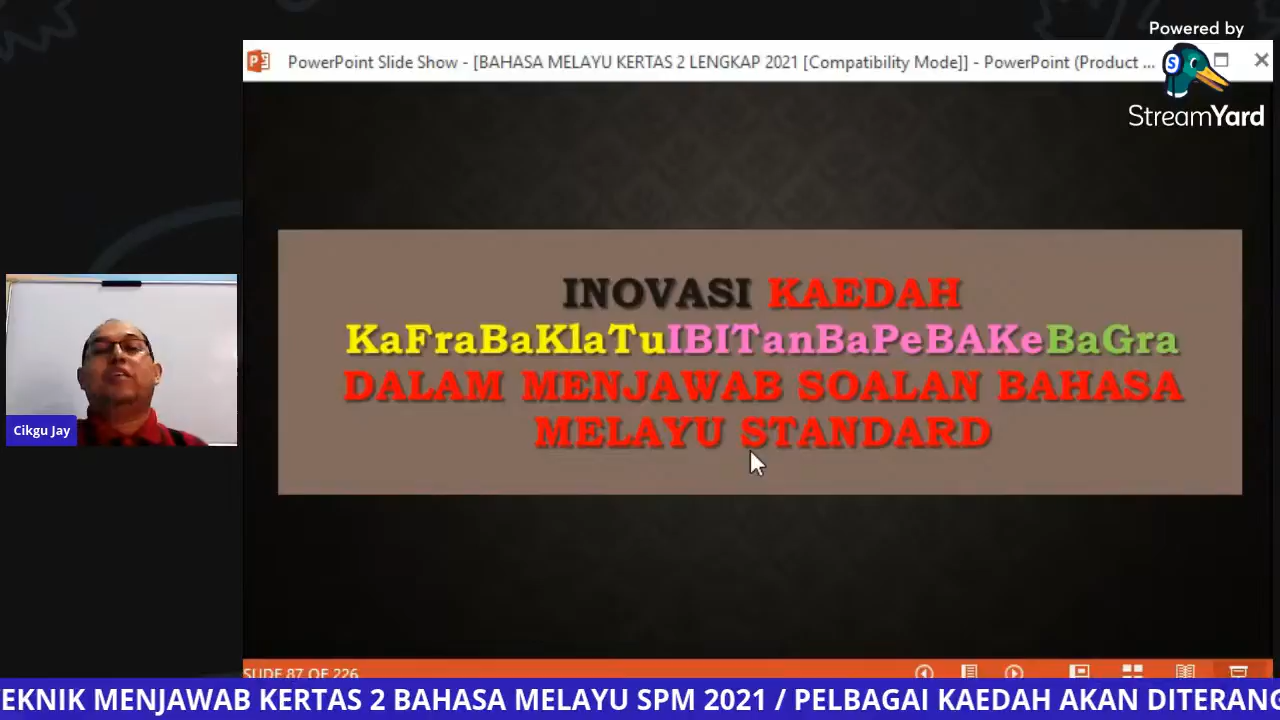 Powered by
StreamYard
PowerPoint Slide Show - [BAHASA MELAYU KERTAS 2 LENGKAP 2021 [Compatibility Mode]] - PowerPoint (Product ...
INOVASI KAEDAH
KaFraBaKlaTuIBITanBaPeBAKeBaGra
DALAM MENJAWAB SOALAN BAHASA
MELAYU STANDARD
Cikgu Jay
SLIDE 87 OF 226
EKNIK MENJAWAB KERTAS 2 BAHASA MELAYU SPM 2021 / PELBAGAI KAEDAH AKAN DITERANG